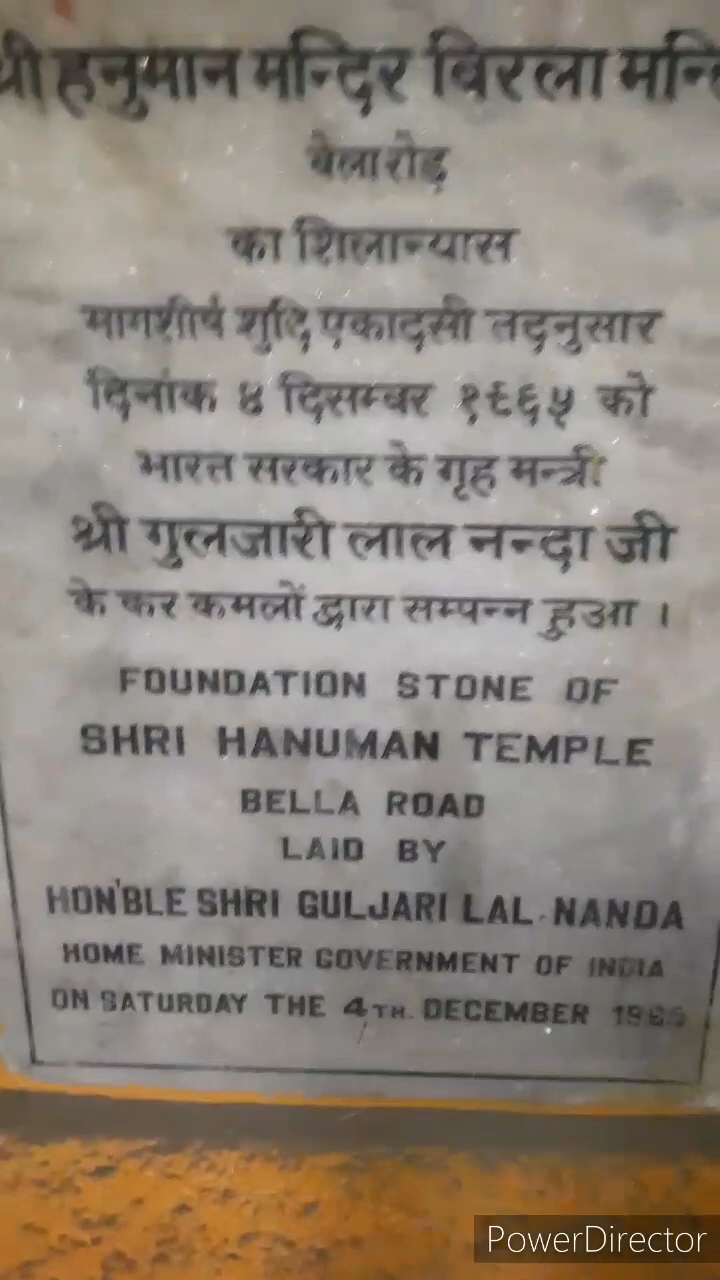 श्री हनुमान मन्दिर बिरला
बेलारोड़
का शिलान्यास
मागशीर्ष शुदि एकादसी तदनुसार
दिनांक ४ दिसम्बर १९६५ को
भारत सरकार के गृह मन्त्री
श्री गुलजारी लाल नन्दा जी
के कर कमलों द्वारा सम्पन्न हुआ ।
FOUNDATION STONE OF
SHRI HANUMAN TEMPLE
BELLA ROAD
LAID BY
HON'BLE SHRI GULJARI LAL NANDA
HOME MINISTER GOVERNMENT OF INDIA
ON SATURDAY THE 4TH. DECEMBER 1965
PowerDirector